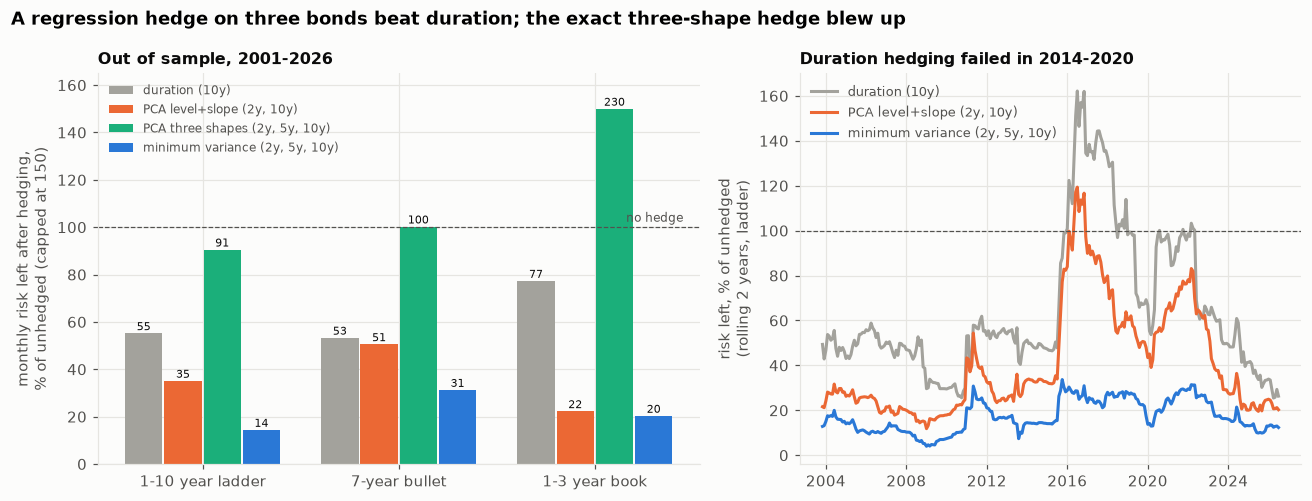 A regression hedge on three bonds beat duration; the exact three-shape hedge blew up
Out of sample, 2001-2026
monthly risk left after hedging,
% of unhedged (capped at 150)
160
140
120
100
80
60
40
20
0
duration (10y)
PCA level+slope (2y, 10y)
PCA three shapes (2y, 5y, 10y)
minimum variance (2y, 5y, 10y)
no hedge
55
35
91
14
53
51
100
31
77
22
230
20
1-10 year ladder
7-year bullet
1-3 year book
Duration hedging failed in 2014-2020
risk left, % of unhedged
(rolling 2 years, ladder)
160
140
120
100
80
60
40
20
0
duration (10y)
PCA level+slope (2y, 10y)
minimum variance (2y, 5y, 10y)
2004
2008
2012
2016
2020
2024